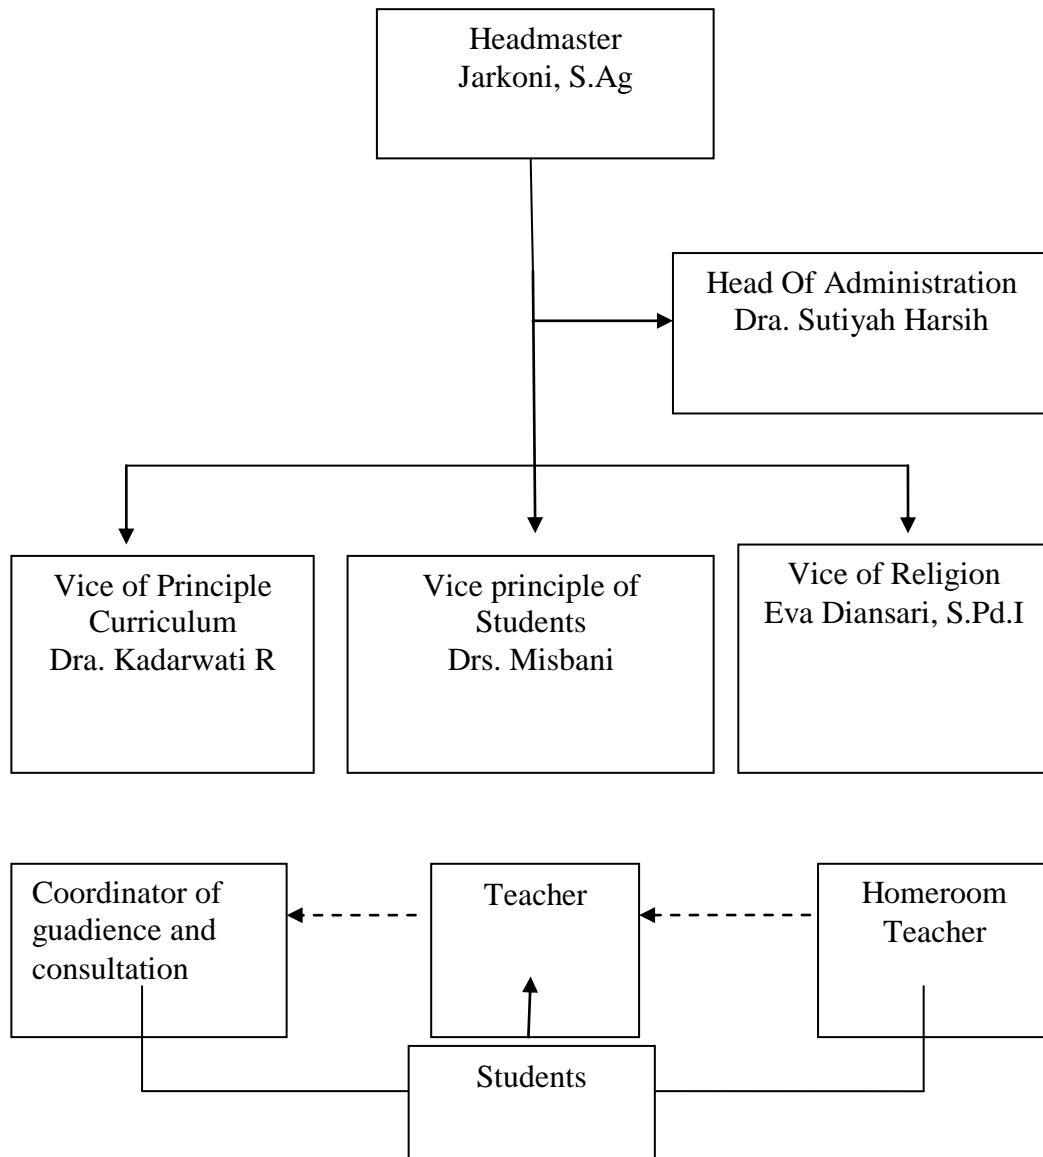 Headmaster
Jarkoni, S.Ag
Head Of Administration
Dra. Sutiyah Harsih
Vice of Principle
Curriculum
Dra. Kadarwati R
Vice principle of
Students
Drs. Misbani
Vice of Religion
Eva Diansari, S.Pd.I
Coordinator of
guadience and
consultation
Teacher
Homeroom
Teacher
Students